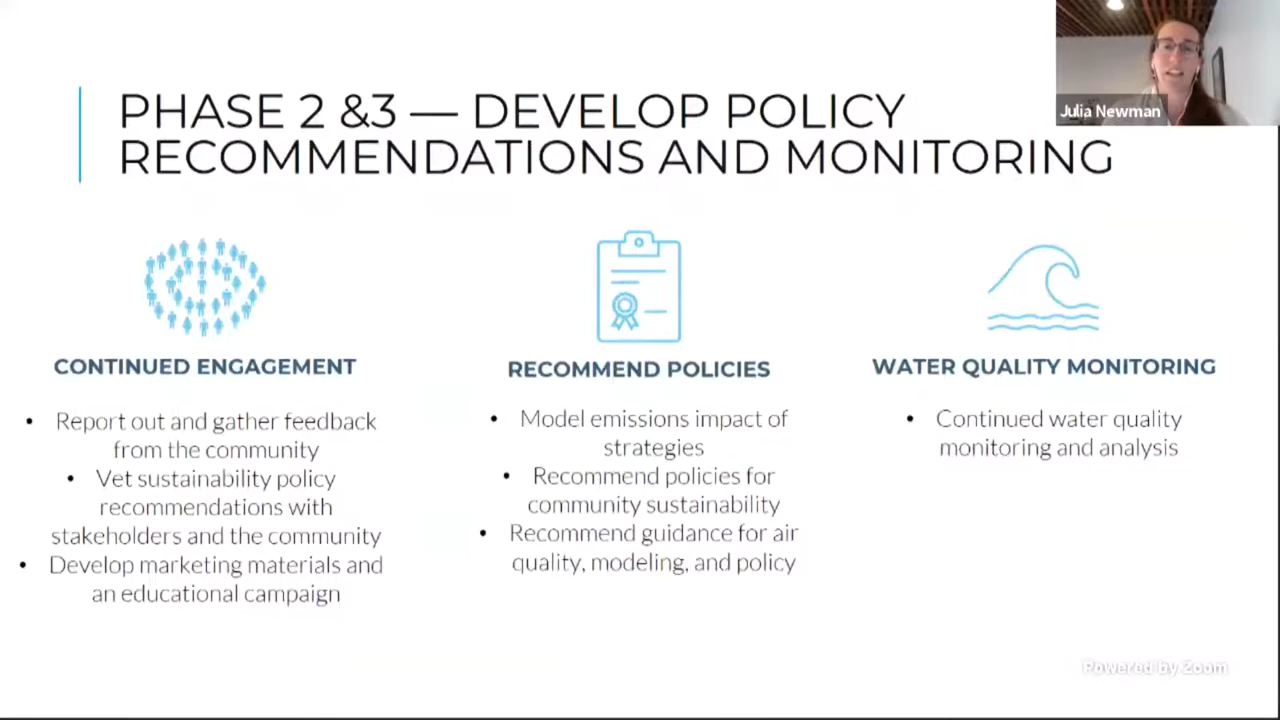 Julia Newman
PHASE 2 &3 — DEVELOP POLICY
RECOMMENDATIONS AND MONITORING
CONTINUED ENGAGEMENT
• Report out and gather feedback
from the community
• Vet sustainability policy
recommendations with
stakeholders and the community
• Develop marketing materials and
an educational campaign
RECOMMEND POLICIES
• Model emissions impact of
strategies
• Recommend policies for
community sustainability
• Recommend guidance for air
quality, modeling, and policy
WATER QUALITY MONITORING
• Continued water quality
monitoring and analysis
Powered by Zoom